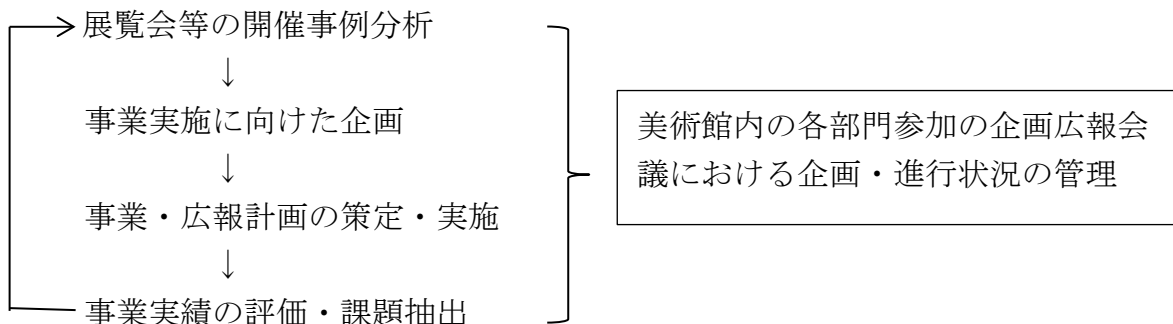 展覧会等の開催事例分析
↓
事業実施に向けた企画
↓
事業・広報計画の策定・実施
↓
事業実績の評価・課題抽出
美術館内の各部門参加の企画広報会
議における企画・進行状況の管理